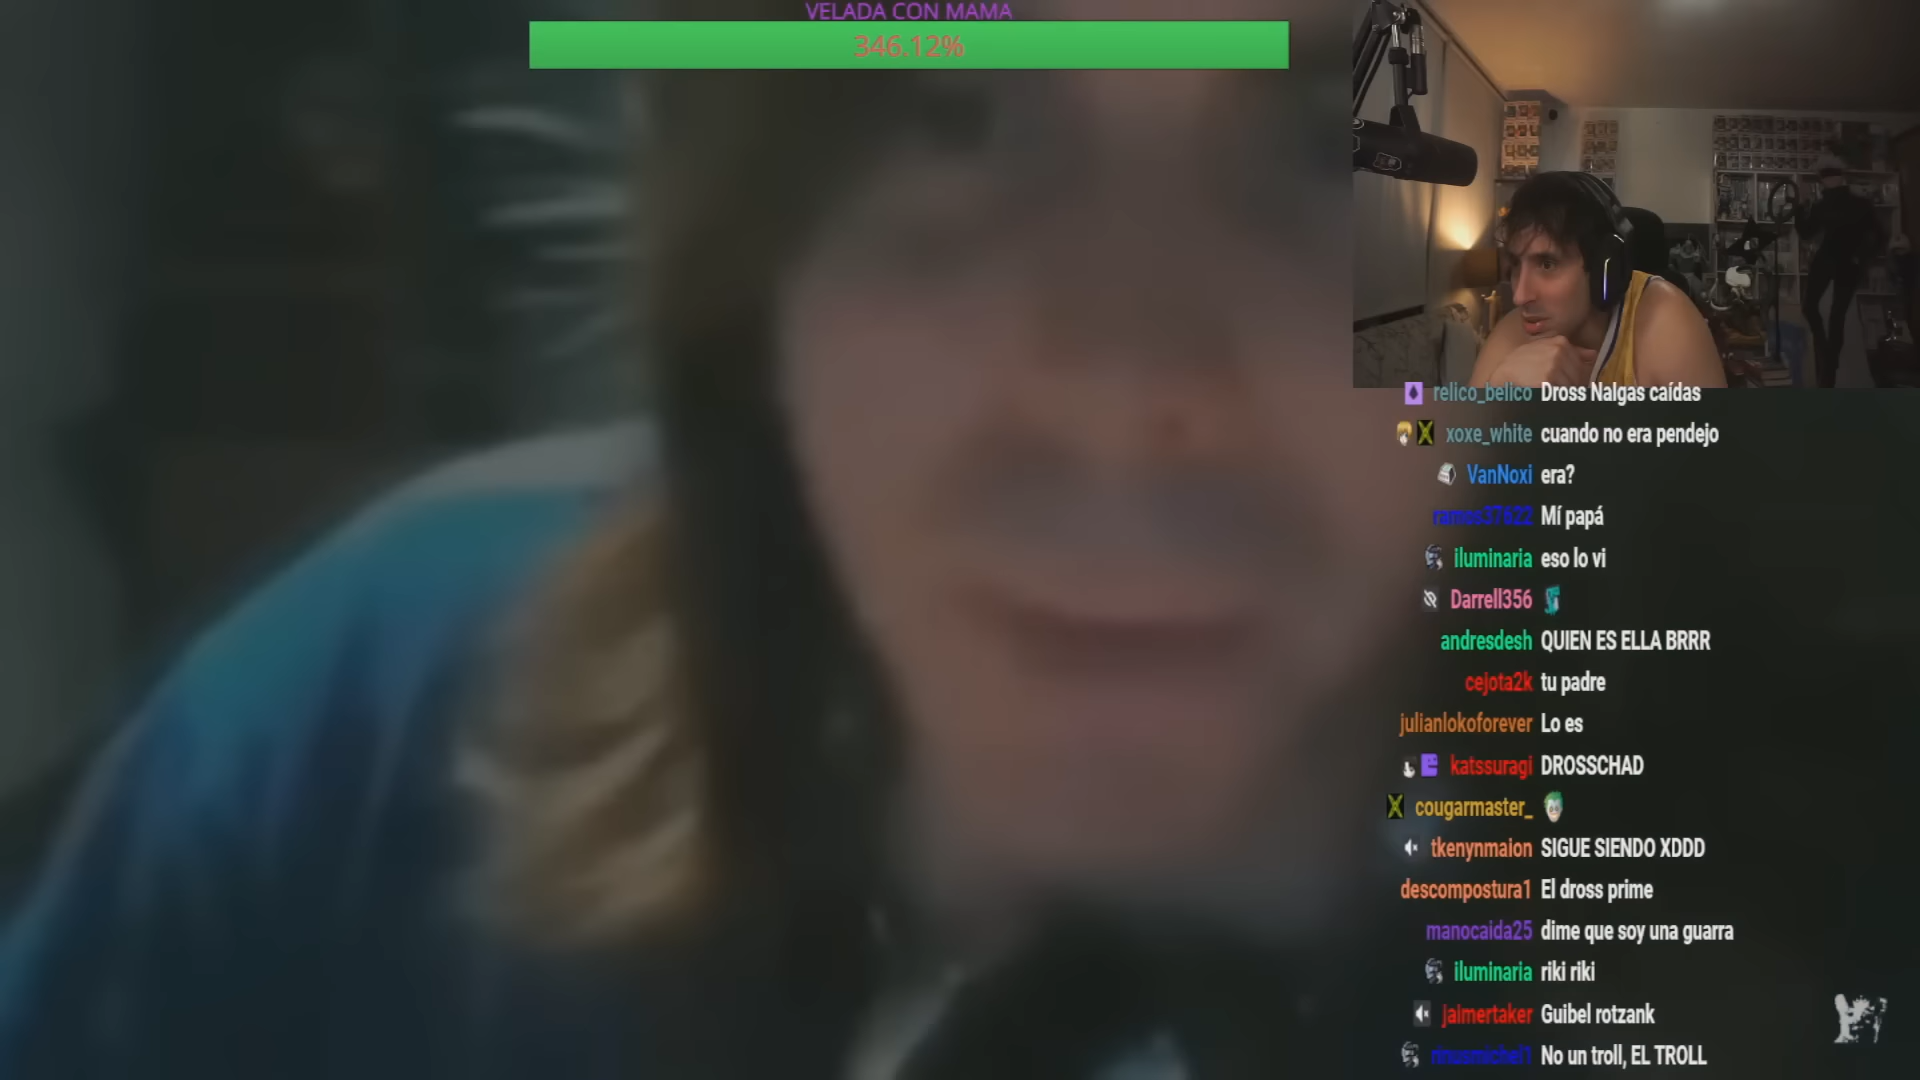 VELADA CON MAMA
346.12%
relico_bellco Dross Nalgas caídas
xoxe_white cuando no era pendejo
VanNoxi era?
ramos37622 Mí papá
iluminaria eso lo vi
Darrell356
andresdesh QUIEN ES ELLA BRRR
cejota2k tu padre
julianlokoforever Lo es
katssuragi DROSSCHAD
cougarmaster_
tkenynmaion SIGUE SIENDO XDDD
descompostura1 El dross prime
manocaida25 dime que soy una guarra
iluminaria riki riki
jaimertaker Guibel rotzank
rinusmichel1 No un troll, EL TROLL